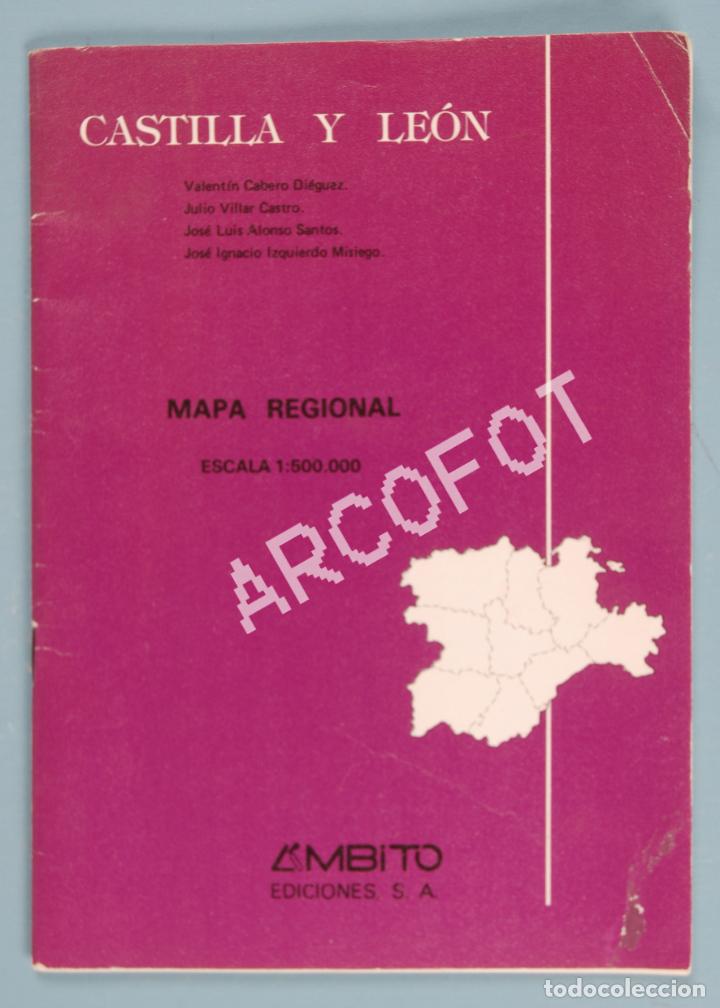 CASTILLA Y LEÓN
Valentín Cabero Diéguez.
Julio Villar Castro.
José Luis Alonso Santos.
José Ignacio Izquierdo Misiego.
MAPA REGIONAL
ESCALA 1:500.000
ARCOFOT
ÁMBITO
EDICIONES, S. A.
todocoleccion